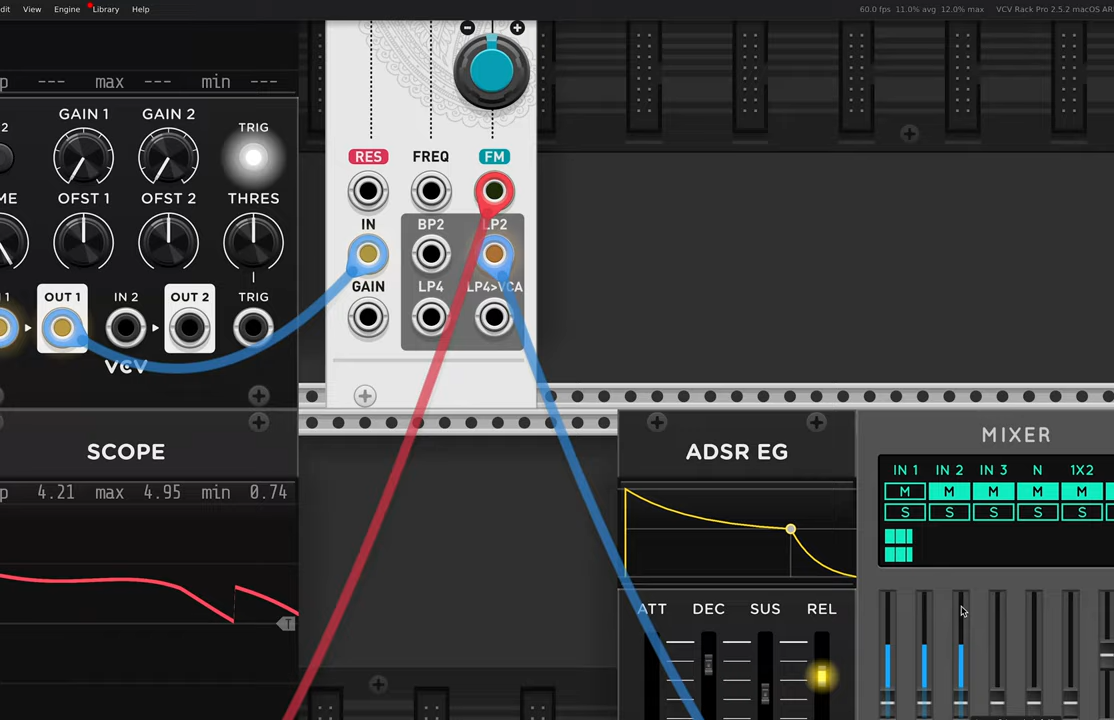 View Engine Library Help
60.0 fps 11.0% avg 12.0% max VCV Rack Pro 2.5.2 macOS
--- max --- min ---
GAIN 1 GAIN 2 TRIG
2
OFST 1 OFST 2 THRES
OUT 1 IN 2 OUT 2 TRIG
VCV
- +
RES FREQ FM
IN BP2 LP2
GAIN LP4 LP4>VCA
SCOPE
4.21 max 4.95 min 0.74
T
ADSR EG
ATT DEC SUS REL
MIXER
IN 1 IN 2 IN 3 N 1X2
M M M M M
S S S S S